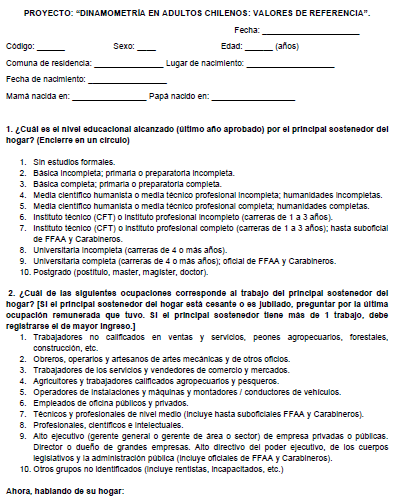 PROYECTO: “DINAMOMETRÍA EN ADULTOS CHILENOS: VALORES DE REFERENCIA”.
Fecha: ____________________
Código: ______ Sexo: ____ Edad: ______ (años)
Comuna de residencia: _______________ Lugar de nacimiento: ___________________
Fecha de nacimiento: _______________________
Mamá nacida en: ________________ Papá nacido en: __________________
1. ¿Cuál es el nivel educacional alcanzado (último año aprobado) por el principal sostenedor del
hogar? (Encierre en un círculo)
1. Sin estudios formales.
2. Básica incompleta; primaria o preparatoria incompleta.
3. Básica completa; primaria o preparatoria completa.
4. Media científico humanista o media técnico profesional incompleta; humanidades incompletas.
5. Media científico humanista o media técnico profesional completa; humanidades completas.
6. Instituto técnico (CFT) o instituto profesional incompleto (carreras de 1 a 3 años).
7. Instituto técnico (CFT) o instituto profesional completo (carreras de 1 a 3 años); hasta suboficial
de FFAA y Carabineros.
8. Universitaria incompleta (carreras de 4 o más años).
9. Universitaria completa (carreras de 4 o más años); oficial de FFAA y Carabineros.
10. Postgrado (postítulo, master, magíster, doctor).
2. ¿Cuál de las siguientes ocupaciones corresponde al trabajo del principal sostenedor del
hogar? [Si el principal sostenedor del hogar está cesante o es jubilado, preguntar por la última
ocupación remunerada que tuvo. Si el principal sostenedor tiene más de 1 trabajo, debe
registrarse el de mayor ingreso.]
1. Trabajadores no calificados en ventas y servicios, peones agropecuarios, forestales,
construcción, etc.
2. Obreros, operarios y artesanos de artes mecánicas y de otros oficios.
3. Trabajadores de los servicios y vendedores de comercio y mercados.
4. Agricultores y trabajadores calificados agropecuarios y pesqueros.
5. Operadores de instalaciones y máquinas y montadores / conductores de vehículos.
6. Empleados de oficina públicos y privados.
7. Técnicos y profesionales de nivel medio (incluye hasta suboficiales FFAA y Carabineros).
8. Profesionales, científicos e intelectuales.
9. Alto ejecutivo (gerente general o gerente de área o sector) de empresa privadas o públicas.
Director o dueño de grandes empresas. Alto directivo del poder ejecutivo, de los cuerpos
legislativos y la administración pública (incluye oficiales de FFAA y Carabineros).
10. Otros grupos no identificados (incluye rentistas, incapacitados, etc.)
Ahora, hablando de su hogar: